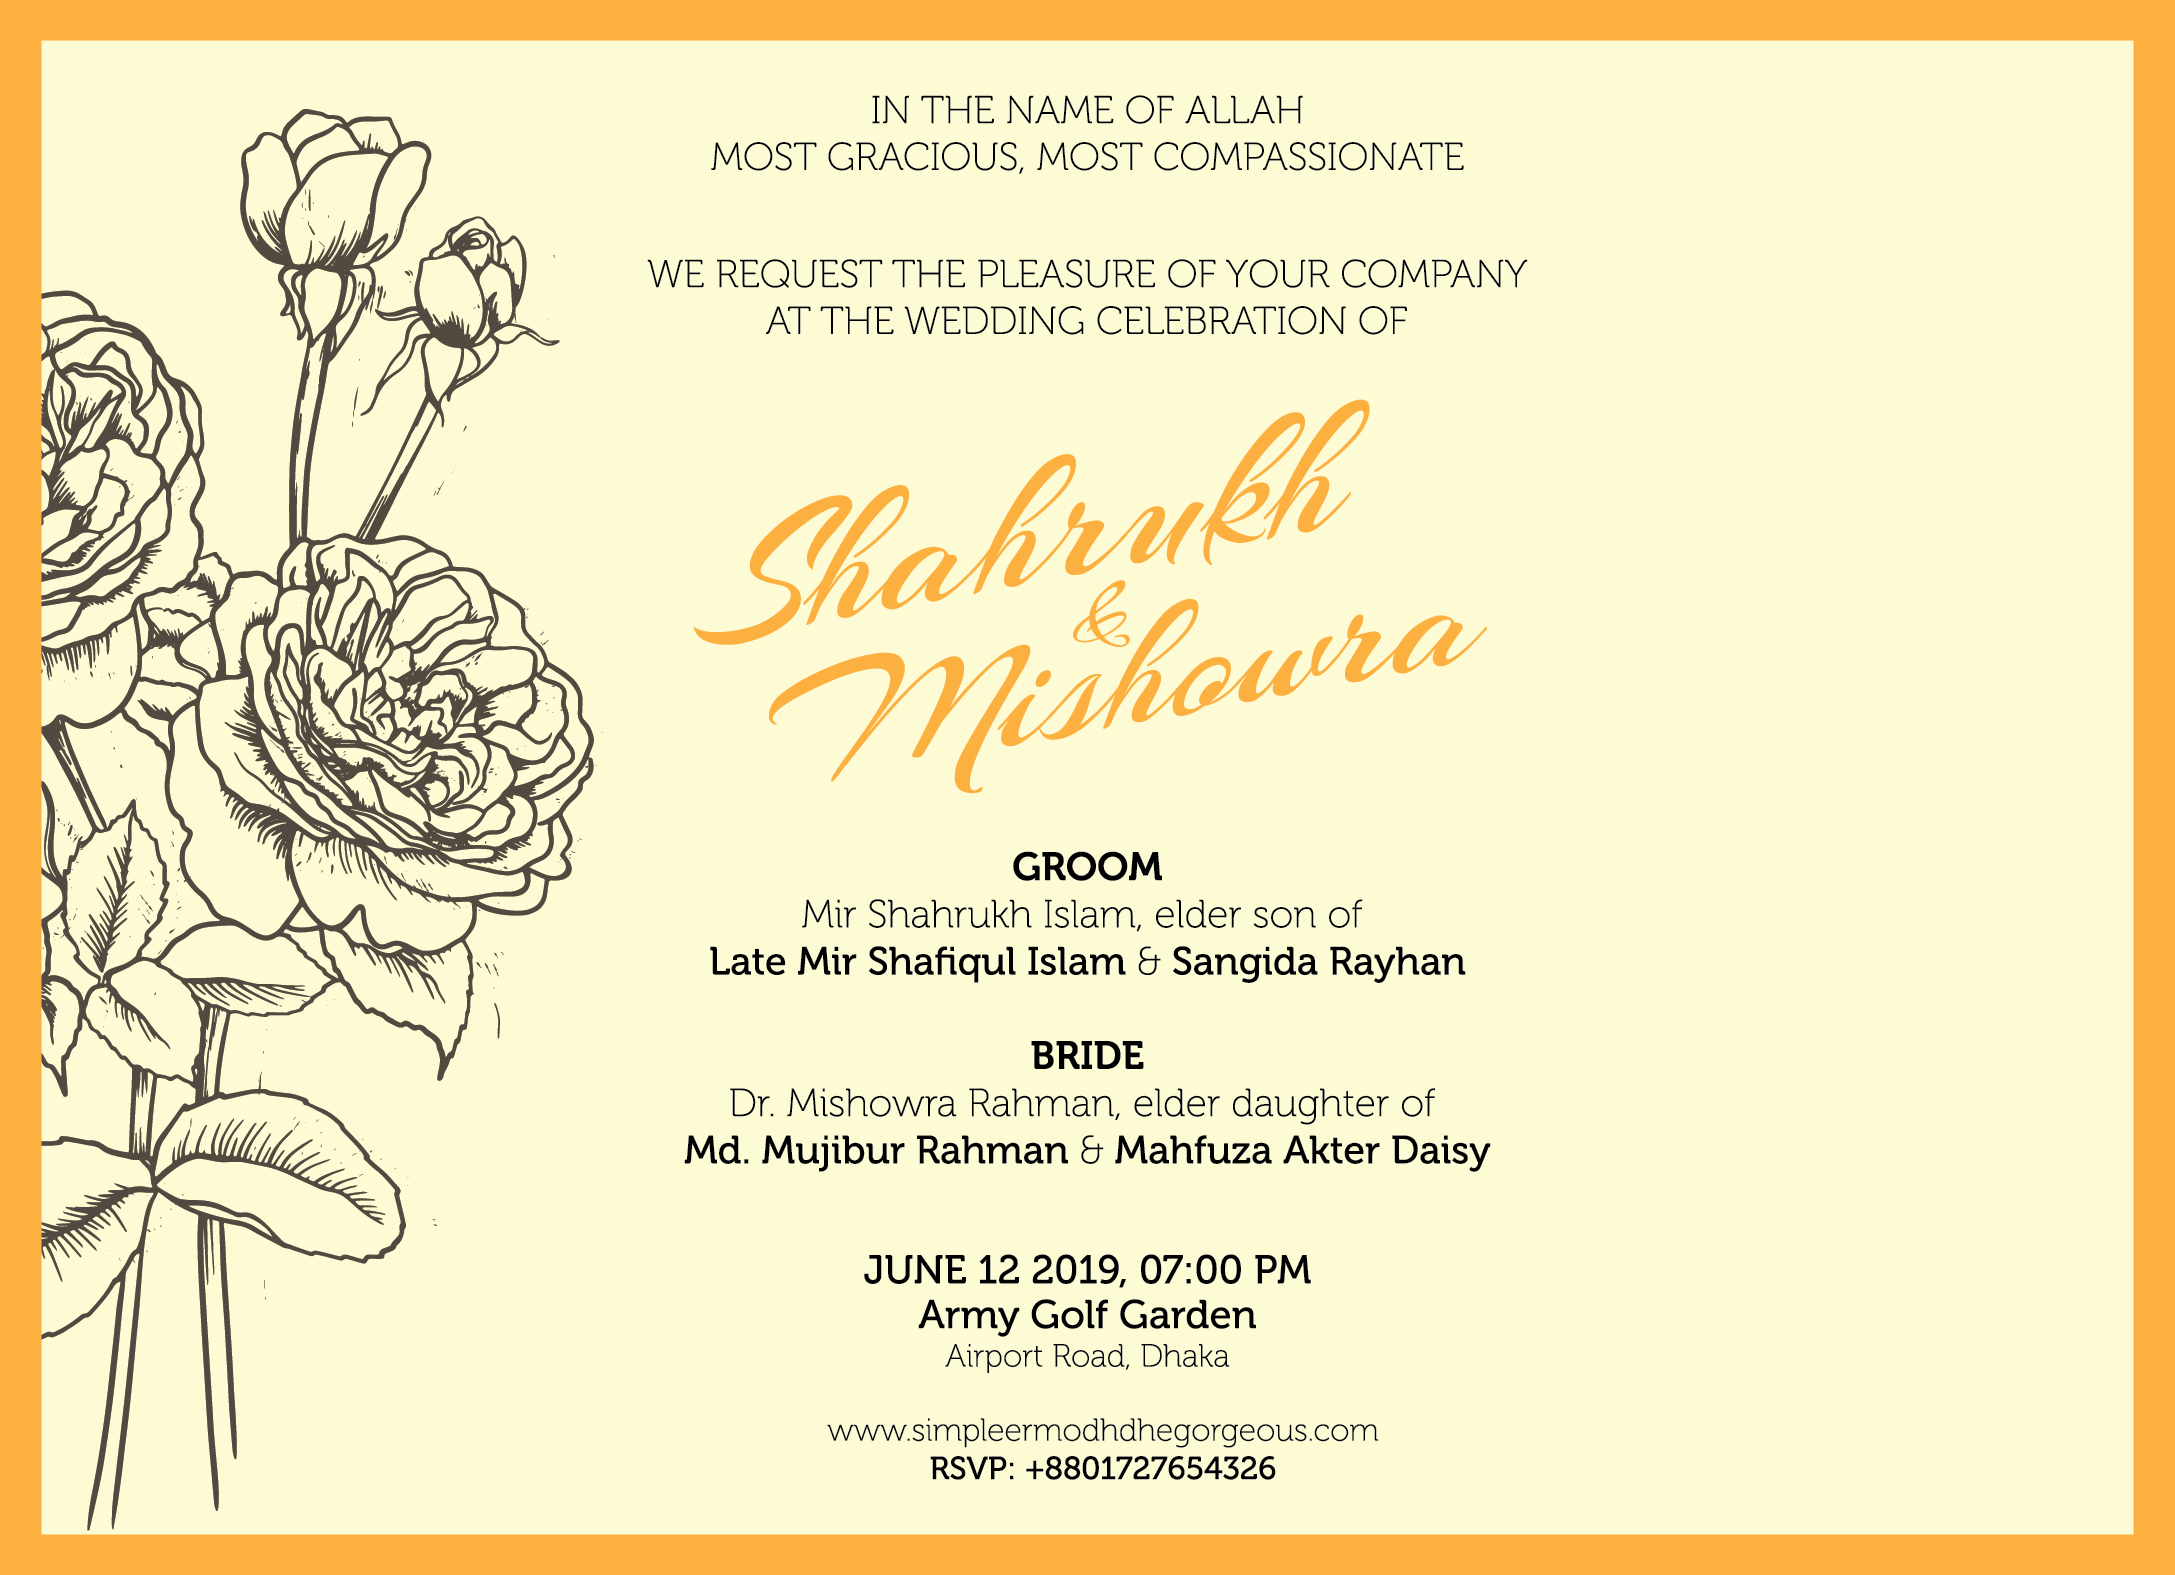 IN THE NAME OF ALLAH
MOST GRACIOUS, MOST COMPASSIONATE
WE REQUEST THE PLEASURE OF YOUR COMPANY
AT THE WEDDING CELEBRATION OF
Shahrukh
&
Mishowra
GROOM
Mir Shahrukh Islam, elder son of
Late Mir Shafiqul Islam & Sangida Rayhan
BRIDE
Dr. Mishowra Rahman, elder daughter of
Md. Mujibur Rahman & Mahfuza Akter Daisy
JUNE 12 2019, 07:00 PM
Army Golf Garden
Airport Road, Dhaka
www.simpleermodhdhegorgeous.com
RSVP: +8801727654326